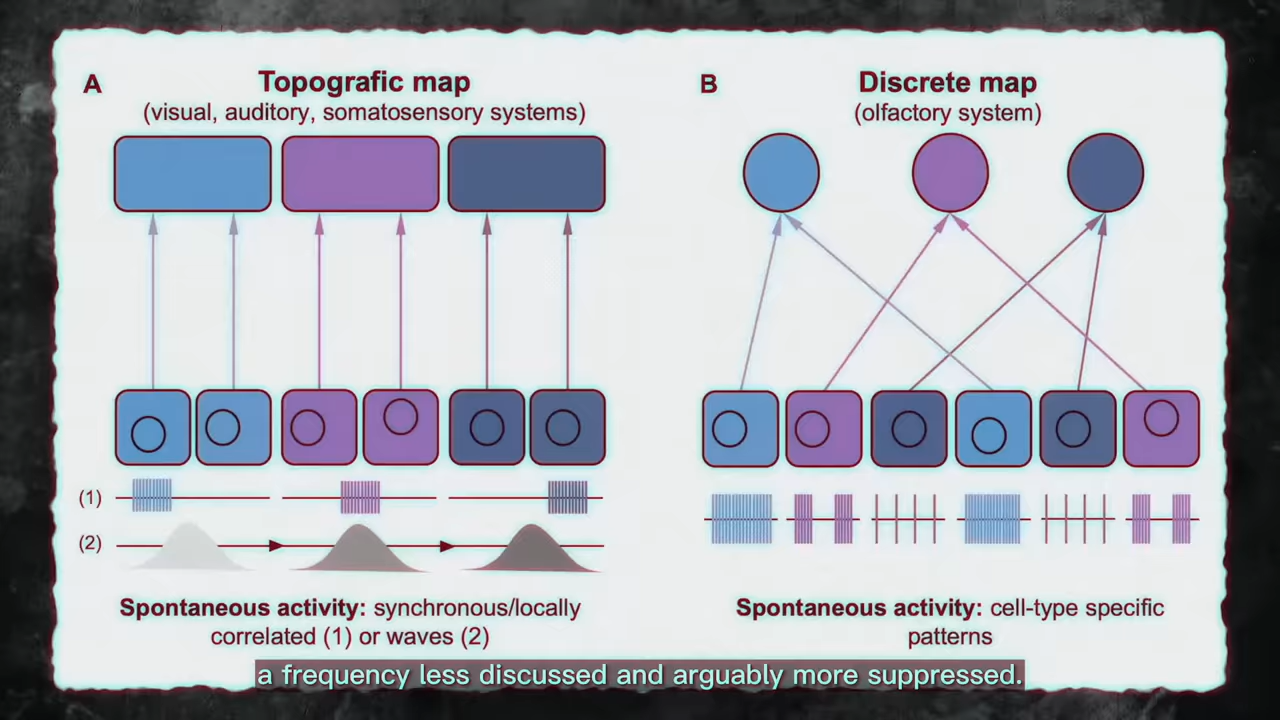 A
Topografic map
(visual, auditory, somatosensory systems)
(1)
(2)
Spontaneous activity: synchronous/locally
correlated (1) or waves (2)
B
Discrete map
(olfactory system)
Spontaneous activity: cell-type specific
patterns
a frequency less discussed and arguably more suppressed.